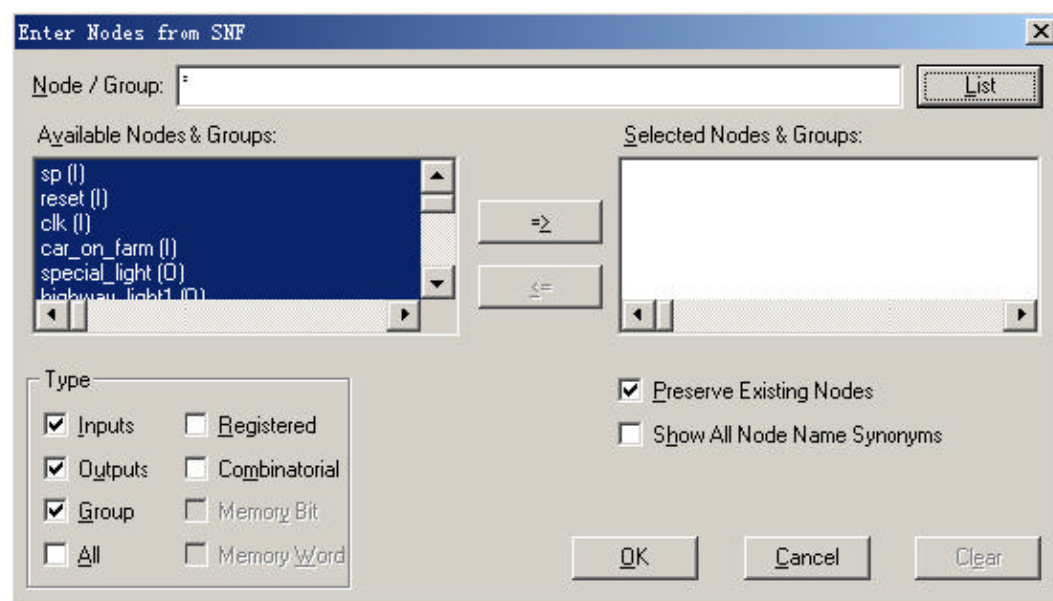 Enter Nodes from SNF
Node / Group: *
List
Available Nodes & Groups:
Selected Nodes & Groups:
sp (I)
reset (I)
clk (I)
car_on_farm (I)
special_light (O)
highway_light1 (O)
=>
<=
Type
Inputs
Registered
Outputs
Combinatorial
Group
Memory Bit
All
Memory Word
Preserve Existing Nodes
Show All Node Name Synonyms
OK
Cancel
Clear